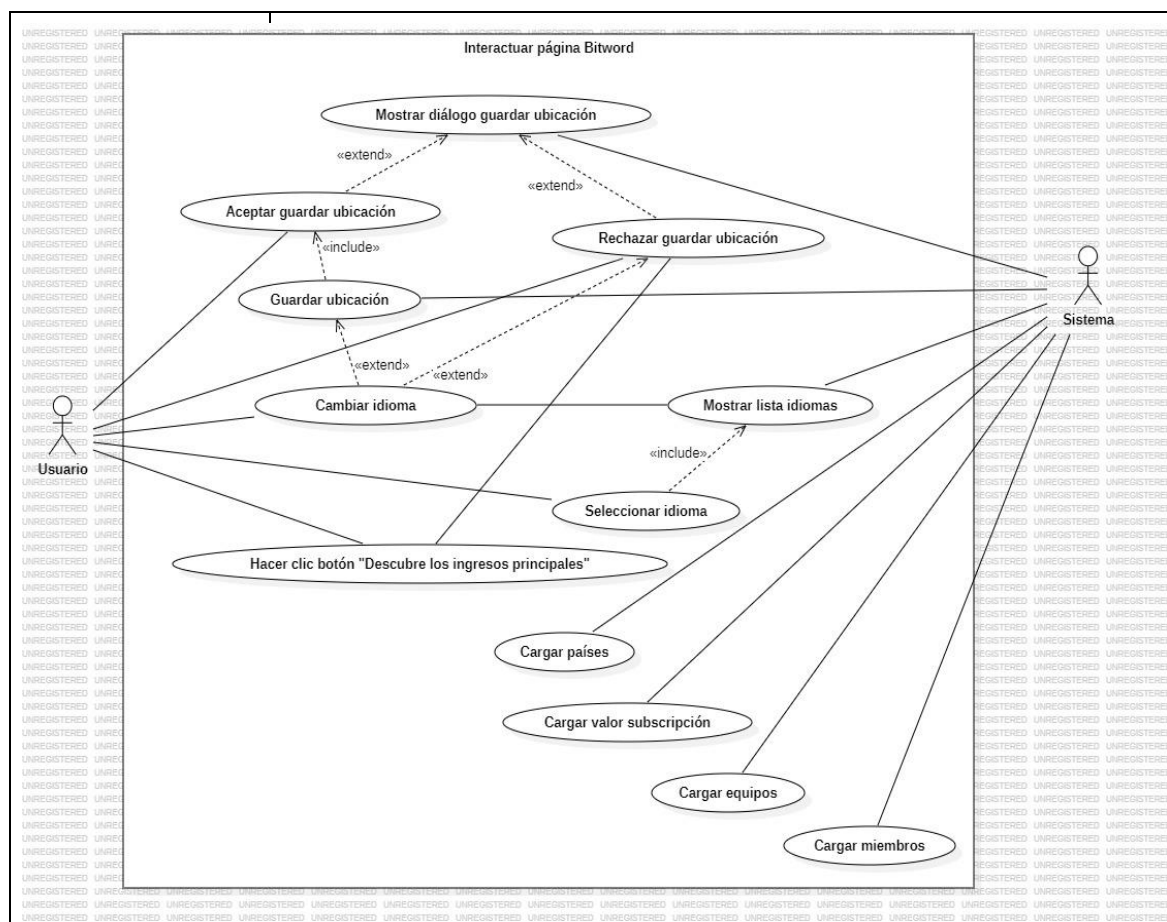 Interactuar página Bitword
Mostrar diálogo guardar ubicación
«extend»
«extend»
Aceptar guardar ubicación
Rechazar guardar ubicación
«include»
Guardar ubicación
Sistema
«extend»
«extend»
Cambiar idioma
Mostrar lista idiomas
«include»
Usuario
Seleccionar idioma
Hacer clic botón "Descubre los ingresos principales"
Cargar países
Cargar valor subscripción
Cargar equipos
Cargar miembros
UNREGISTERED